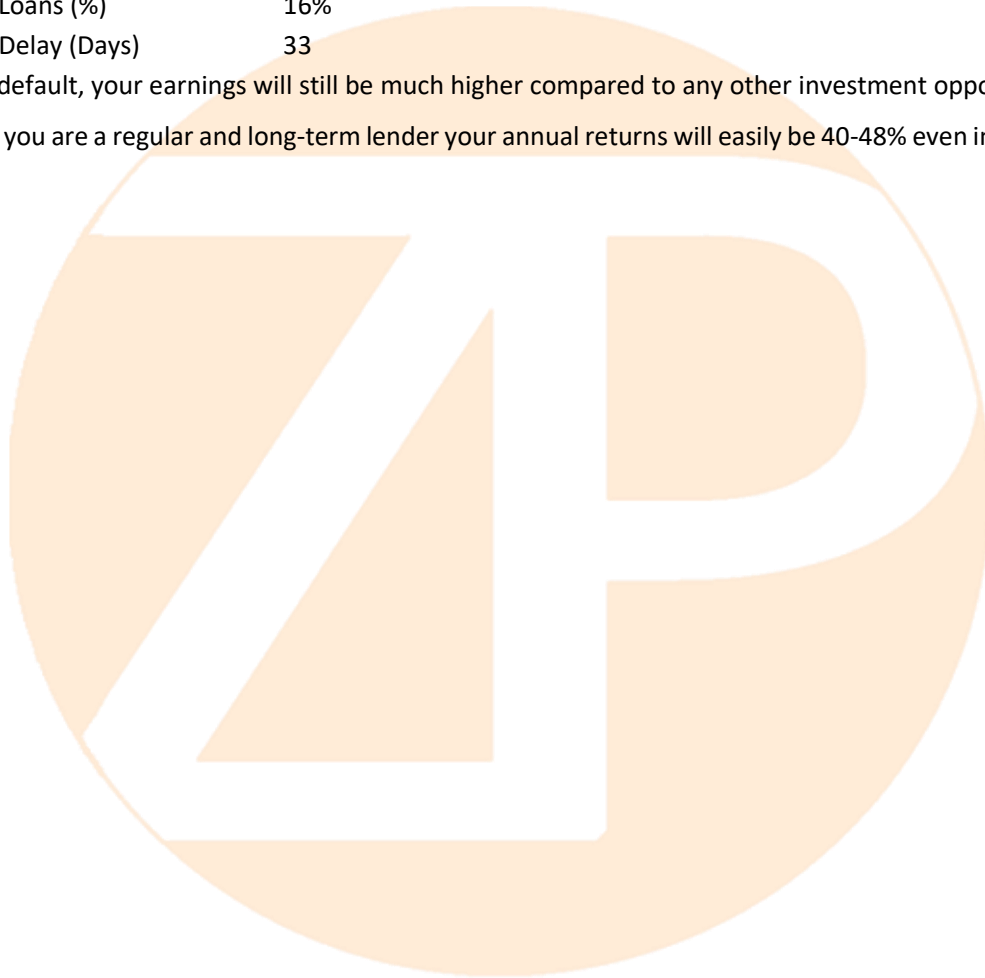 Loans (%) 16%
Delay (Days) 33
default, your earnings will still be much higher compared to any other investment
you are a regular and long-term lender your annual returns will easily be 40-48% even
ZP